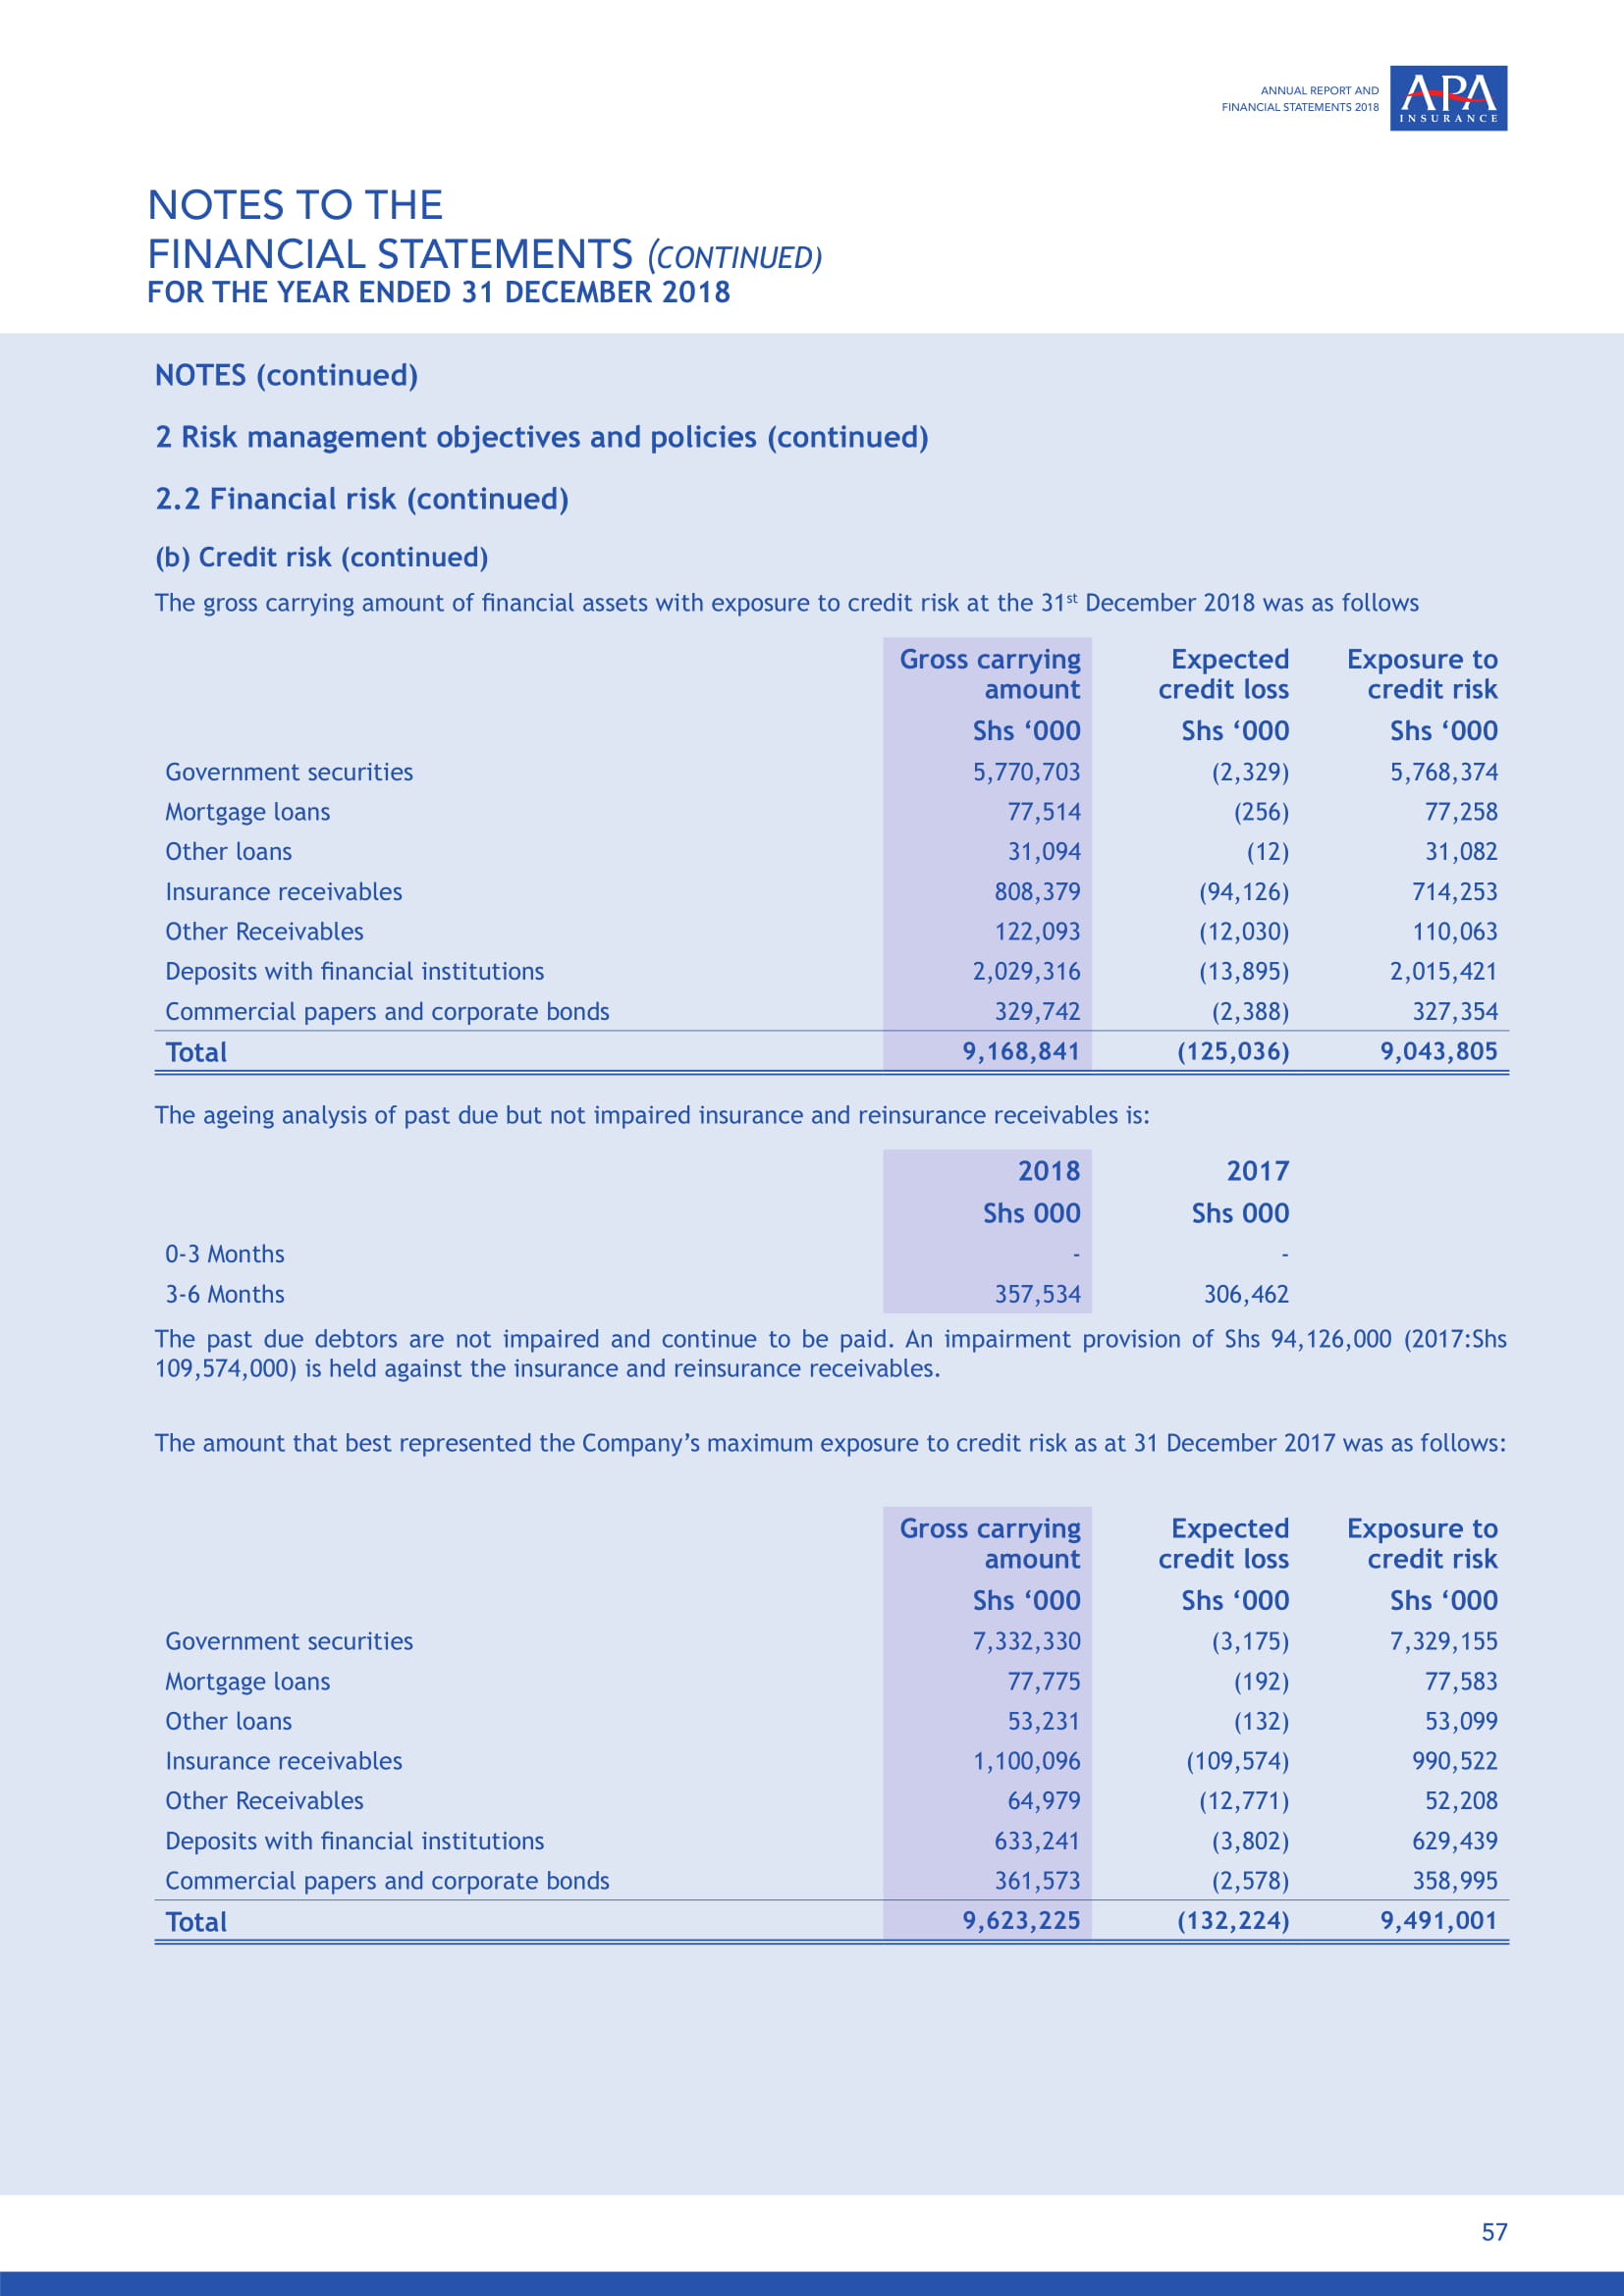 ANNUAL REPORT AND
FINANCIAL STATEMENTS 2018
APA
INSURANCE
NOTES TO THE
FINANCIAL STATEMENTS (CONTINUED)
FOR THE YEAR ENDED 31 DECEMBER 2018
NOTES (continued)
2 Risk management objectives and policies (continued)
2.2 Financial risk (continued)
(b) Credit risk (continued)
The gross carrying amount of financial assets with exposure to credit risk at the 31st December 2018 was as follows
Gross carrying Expected Exposure to
amount credit loss credit risk
Shs ‘000 Shs ‘000 Shs ‘000
Government securities 5,770,703 (2,329) 5,768,374
Mortgage loans 77,514 (256) 77,258
Other loans 31,094 (12) 31,082
Insurance receivables 808,379 (94,126) 714,253
Other Receivables 122,093 (12,030) 110,063
Deposits with financial institutions 2,029,316 (13,895) 2,015,421
Commercial papers and corporate bonds 329,742 (2,388) 327,354
Total 9,168,841 (125,036) 9,043,805
The ageing analysis of past due but not impaired insurance and reinsurance receivables is:
2018 2017
Shs 000 Shs 000
0-3 Months - -
3-6 Months 357,534 306,462
The past due debtors are not impaired and continue to be paid. An impairment provision of Shs 94,126,000 (2017:Shs
109,574,000) is held against the insurance and reinsurance receivables.
The amount that best represented the Company’s maximum exposure to credit risk as at 31 December 2017 was as follows:
Gross carrying Expected Exposure to
amount credit loss credit risk
Shs ‘000 Shs ‘000 Shs ‘000
Government securities 7,332,330 (3,175) 7,329,155
Mortgage loans 77,775 (192) 77,583
Other loans 53,231 (132) 53,099
Insurance receivables 1,100,096 (109,574) 990,522
Other Receivables 64,979 (12,771) 52,208
Deposits with financial institutions 633,241 (3,802) 629,439
Commercial papers and corporate bonds 361,573 (2,578) 358,995
Total 9,623,225 (132,224) 9,491,001
57